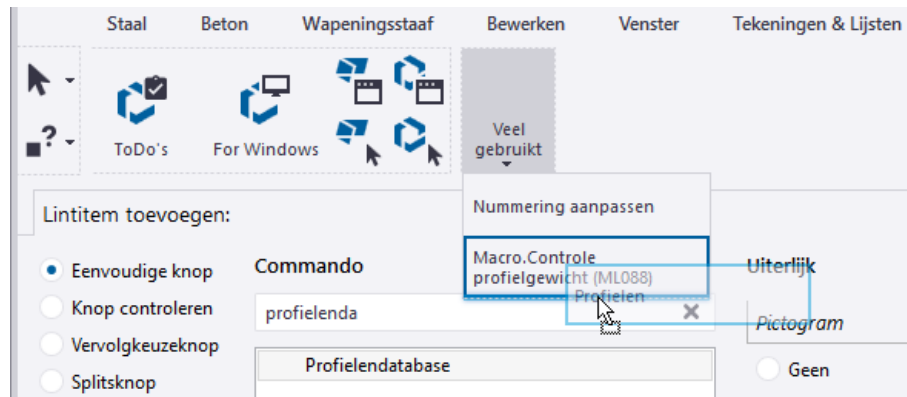 Staal Beton Wapeningsstaaf Bewerken Venster Tekeningen & Lijsten
?
ToDo's For Windows Veel
gebruikt
Nummering aanpassen
Macro.Controle
profielgewicht (ML088)
Profielen
Lintitem toevoegen:
Eenvoudige knop
Knop controleren
Vervolgkeuzeknop
Splitsknop
Commando
profielenda
Profielendatabase
Uiterlijk
Pictogram
Geen